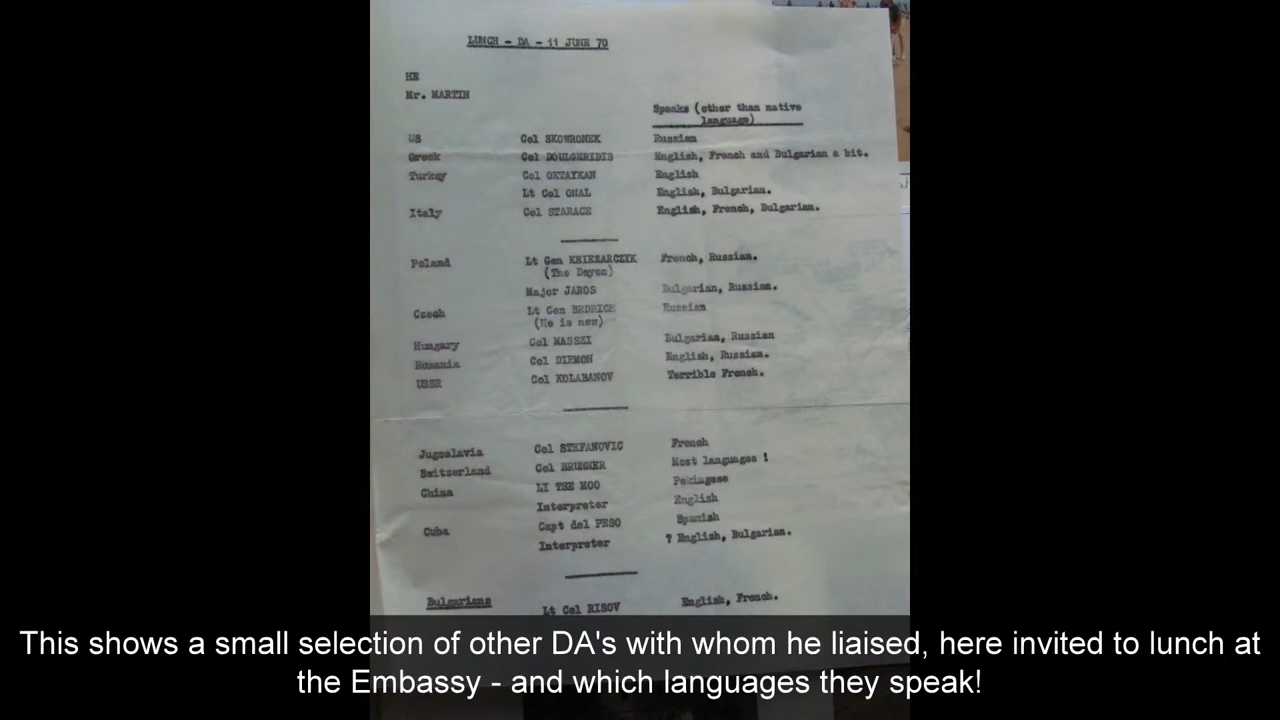 LUNCH - DA - 11 JUNE 70
HE
Mr. MARTIN
Speaks (other than native
language)
US Col SKOWRONEK Russian
Greek Col DOULGERIDIS English, French and Bulgarian a bit.
Turkey Col OKTAYKAN English
Lt Col ONAL English, Bulgarian.
Italy Col STARACE English, French, Bulgarian.
Poland Lt Gen KSIEZARCZYK French, Russian.
(The Doyen)
Major JAROS Bulgarian, Russian.
Czech Lt Gen BEDRICH Russian
(He is new)
Hungary Col MASSZI Bulgarian, Russian
Rumania Col DIEMON English, Russian.
USSR Col KOLABANOV Terrible French.
Jugoslavia Col STEFANOVIC French
Switzerland Col BRUNNER Most languages !
China LI TSE MOO Pekingese
Interpreter English
Cuba Capt del PESO Spanish
Interpreter ? English, Bulgarian.
Bulgarians Lt Col RISOV English, French.
This shows a small selection of other DA's with whom he liaised, here invited to lunch at
the Embassy - and which languages they speak!